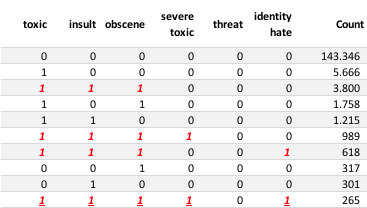 toxic insult obscene severe toxic threat identity hate Count
0 0 0 0 0 0 143.346
1 0 0 0 0 0 5.666
1 1 1 0 0 0 3.800
1 0 1 0 0 0 1.758
1 1 0 0 0 0 1.215
1 1 1 1 0 0 989
1 1 1 0 0 1 618
0 0 1 0 0 0 317
0 1 0 0 0 0 301
1 1 1 1 0 1 265